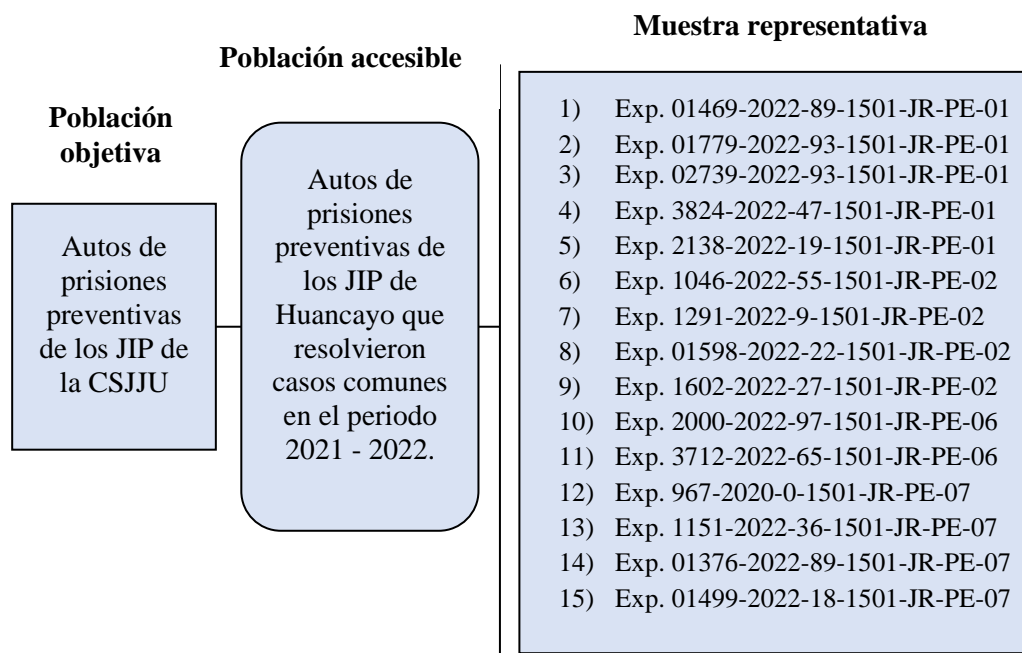 Población
objetiva
Autos de
prisiones
preventivas
de los JIP de
la CSJJU
Población accesible
Autos de
prisiones
preventivas de
los JIP de
Huancayo que
resolvieron
casos comunes
en el periodo
2021 - 2022.
Muestra representativa
1) Exp. 01469-2022-89-1501-JR-PE-01
2) Exp. 01779-2022-93-1501-JR-PE-01
3) Exp. 02739-2022-93-1501-JR-PE-01
4) Exp. 3824-2022-47-1501-JR-PE-01
5) Exp. 2138-2022-19-1501-JR-PE-01
6) Exp. 1046-2022-55-1501-JR-PE-02
7) Exp. 1291-2022-9-1501-JR-PE-02
8) Exp. 01598-2022-22-1501-JR-PE-02
9) Exp. 1602-2022-27-1501-JR-PE-02
10) Exp. 2000-2022-97-1501-JR-PE-06
11) Exp. 3712-2022-65-1501-JR-PE-06
12) Exp. 967-2020-0-1501-JR-PE-07
13) Exp. 1151-2022-36-1501-JR-PE-07
14) Exp. 01376-2022-89-1501-JR-PE-07
15) Exp. 01499-2022-18-1501-JR-PE-07